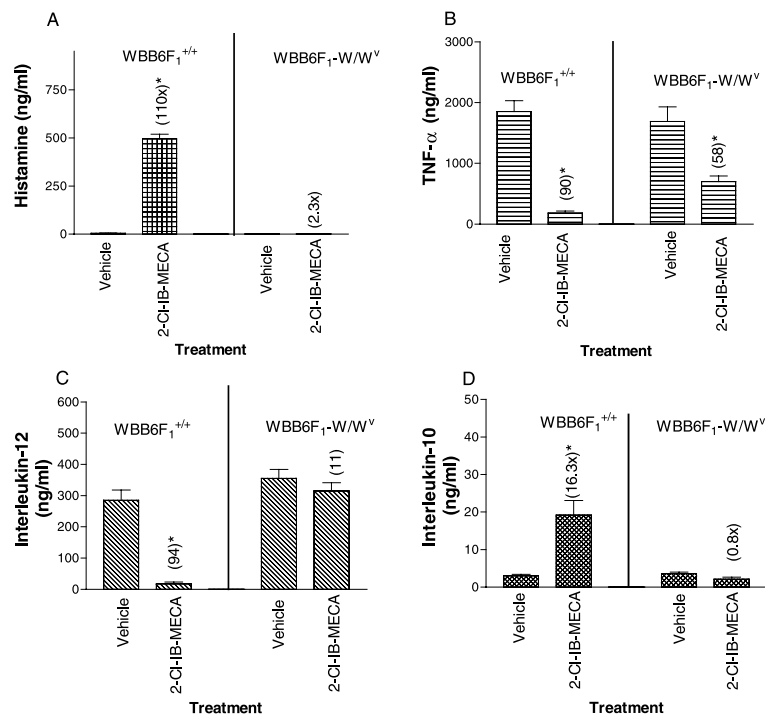 A
WBB6F1+/+
WBB6F1-W/Wv
Histamine (ng/ml)
750
500
250
0
(110x)*
(2.3x)
Vehicle
2-Cl-IB-MECA
Vehicle
2-Cl-IB-MECA
Treatment
B
WBB6F1+/+
WBB6F1-W/Wv
TNF-α (ng/ml)
3000
2000
1000
0
(90)*
(58)*
Vehicle
2-Cl-IB-MECA
Vehicle
2-Cl-IB-MECA
Treatment
C
WBB6F1+/+
WBB6F1-W/Wv
Interleukin-12
(ng/ml)
600
500
400
300
200
100
0
(94)*
(11)
Vehicle
2-Cl-IB-MECA
Vehicle
2-Cl-IB-MECA
Treatment
D
WBB6F1+/+
WBB6F1-W/Wv
Interleukin-10
(ng/ml)
50
40
30
20
10
0
(16.3x)*
(0.8x)
Vehicle
2-Cl-IB-MECA
Vehicle
2-Cl-IB-MECA
Treatment